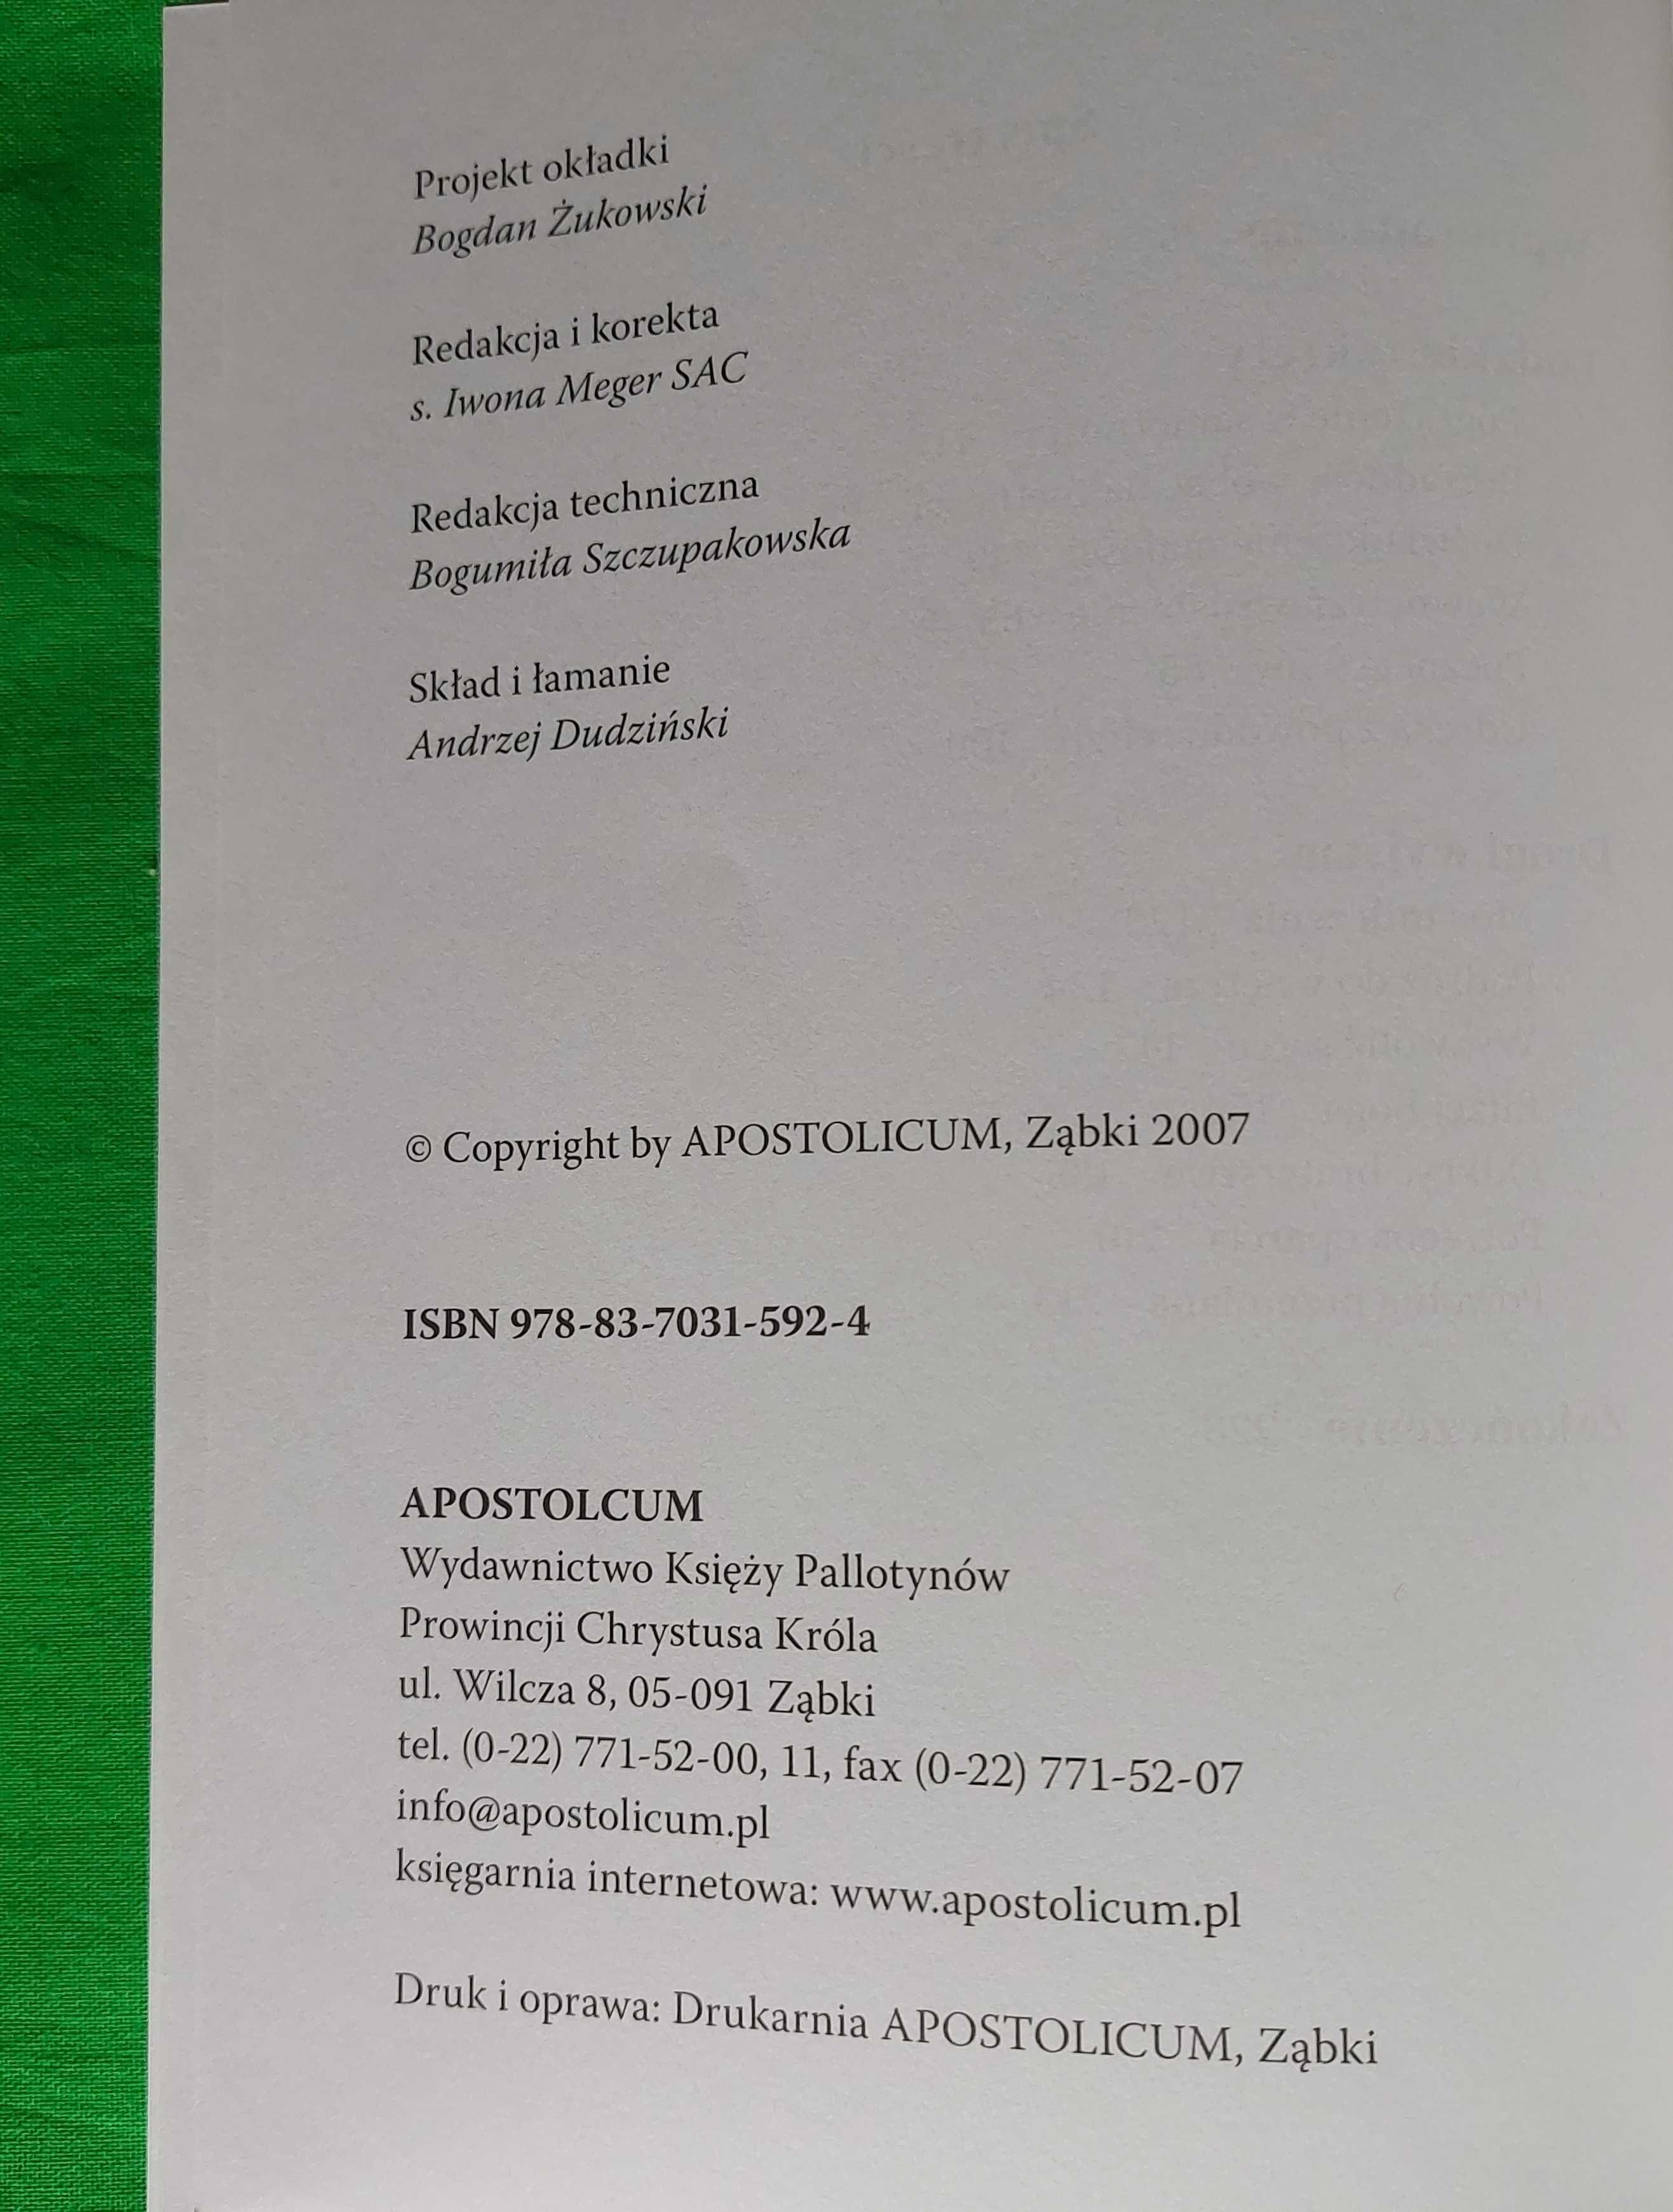 Projekt okładki
Bogdan Żukowski
Redakcja i korekta
s. Iwona Meger SAC
Redakcja techniczna
Bogumiła Szczupakowska
Skład i łamanie
Andrzej Dudziński
© Copyright by APOSTOLICUM, Ząbki 2007
ISBN 978-83-7031-592-4
APOSTOLCUM
Wydawnictwo Księży Pallotynów
Prowincji Chrystusa Króla
ul. Wilcza 8, 05-091 Ząbki
tel. (0-22) 771-52-00, 11, fax (0-22) 771-52-07
info@apostolicum.pl
księgarnia internetowa: www.apostolicum.pl
Druk i oprawa: Drukarnia APOSTOLICUM, Ząbki